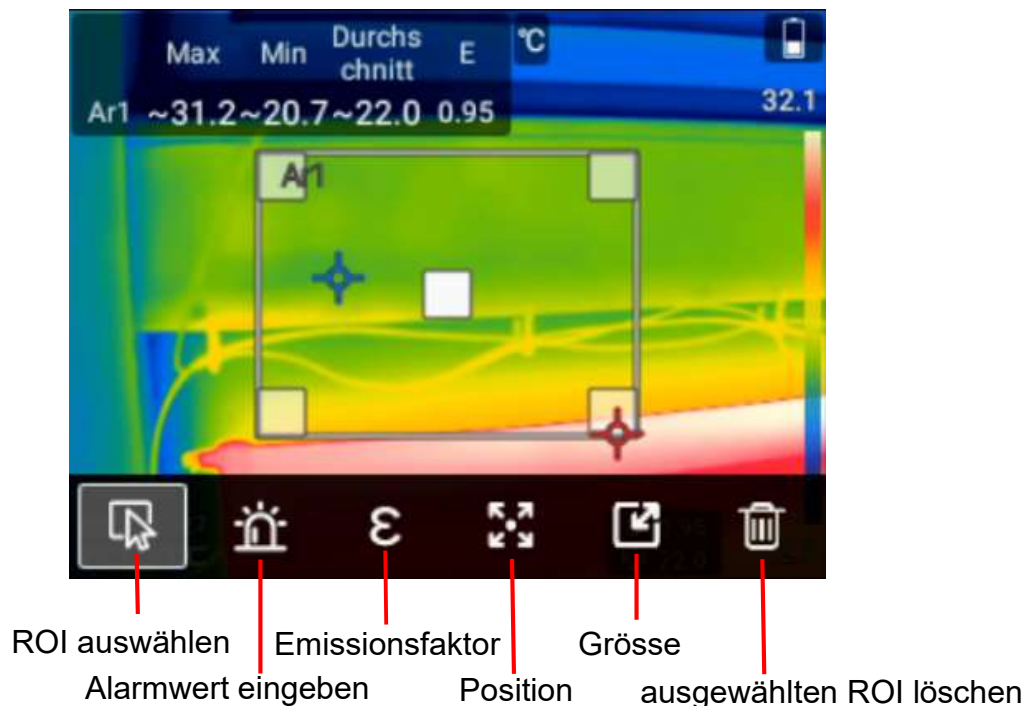 Max Min Durchs
chnitt E °C
Ar1 ~31.2 ~20.7 ~22.0 0.95
32.1
Ar1
ε
ROI auswählen
Emissionsfaktor
Grösse
Alarmwert eingeben
Position
ausgewählten ROI löschen